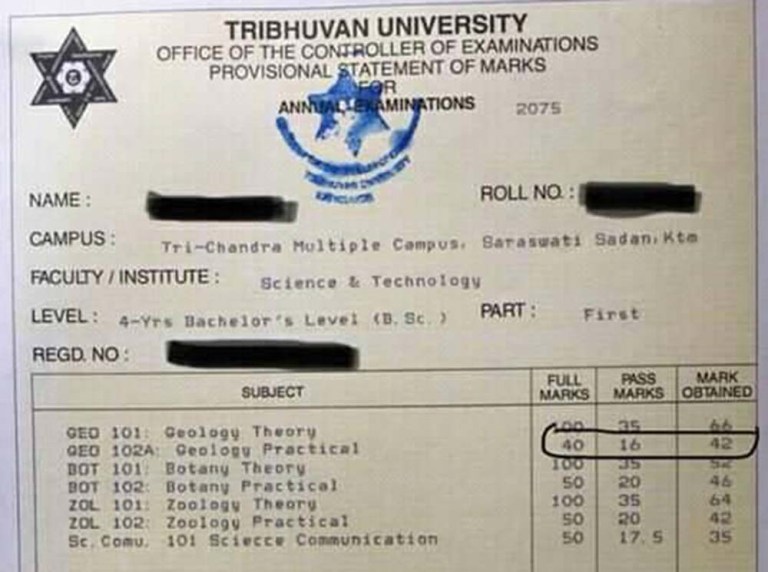 TRIBHUVAN UNIVERSITY
OFFICE OF THE CONTROLLER OF EXAMINATIONS
PROVISIONAL STATEMENT OF MARKS
FOR
ANNUAL EXAMINATIONS 2075
NAME :
ROLL NO. :
CAMPUS : Tri-Chandra Multiple Campus, Saraswati Sadan, Ktm
FACULTY / INSTITUTE : Science & Technology
LEVEL : 4-Yrs Bachelor's Level (B.Sc.) PART : First
REGD. NO :
SUBJECT FULL MARKS PASS MARKS MARK OBTAINED
GEO 101: Geology Theory 100 35 66
GEO 102A: Geology Practical 40 16 42
BOT 101: Botany Theory 100 35 52
BOT 102: Botany Practical 50 20 46
ZOL 101: Zoology Theory 100 35 64
ZOL 102: Zoology Practical 50 20 42
Sc. Comu. 101 Sciecce Communication 50 17.5 35